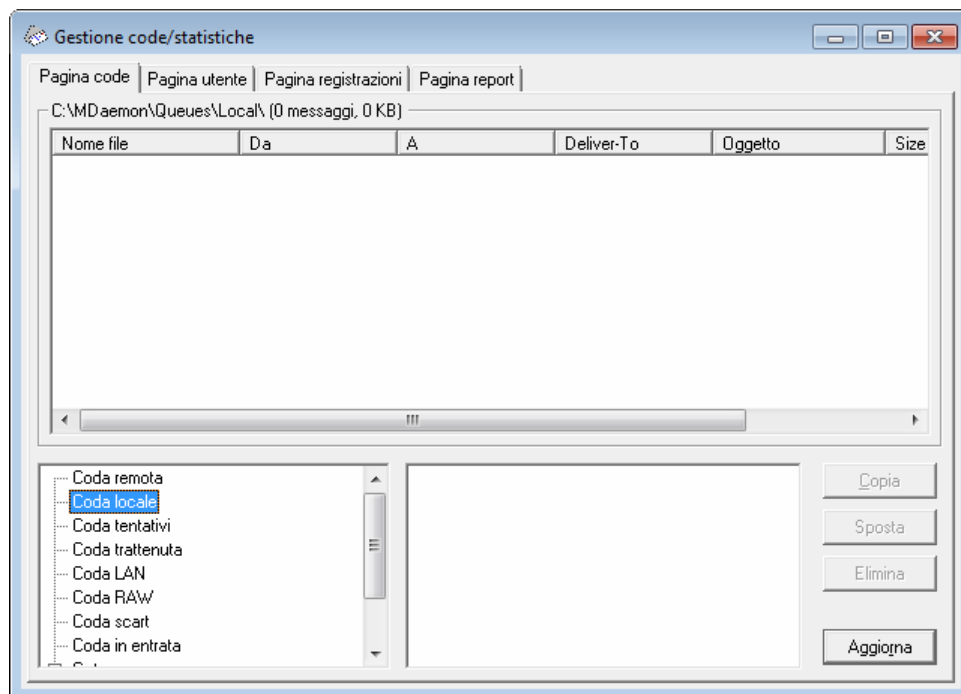 Gestione code/statistiche
Pagina code Pagina utente Pagina registrazioni Pagina report
C:\MDaemon\Queues\Local\ (0 messaggi, 0 KB)
Nome file Da A Deliver-To Oggetto Size
Coda remota
Coda locale
Coda tentativi
Coda trattenuta
Coda LAN
Coda RAW
Coda scart
Coda in entrata
Copia
Sposta
Elimina
Aggiorna